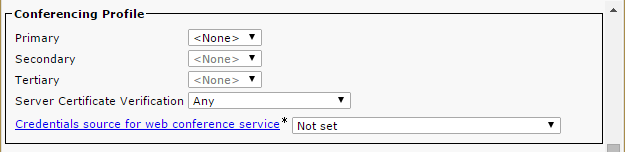 Conferencing Profile
Primary <None>
Secondary <None>
Tertiary <None>
Server Certificate Verification Any
Credentials source for web conference service* Not set